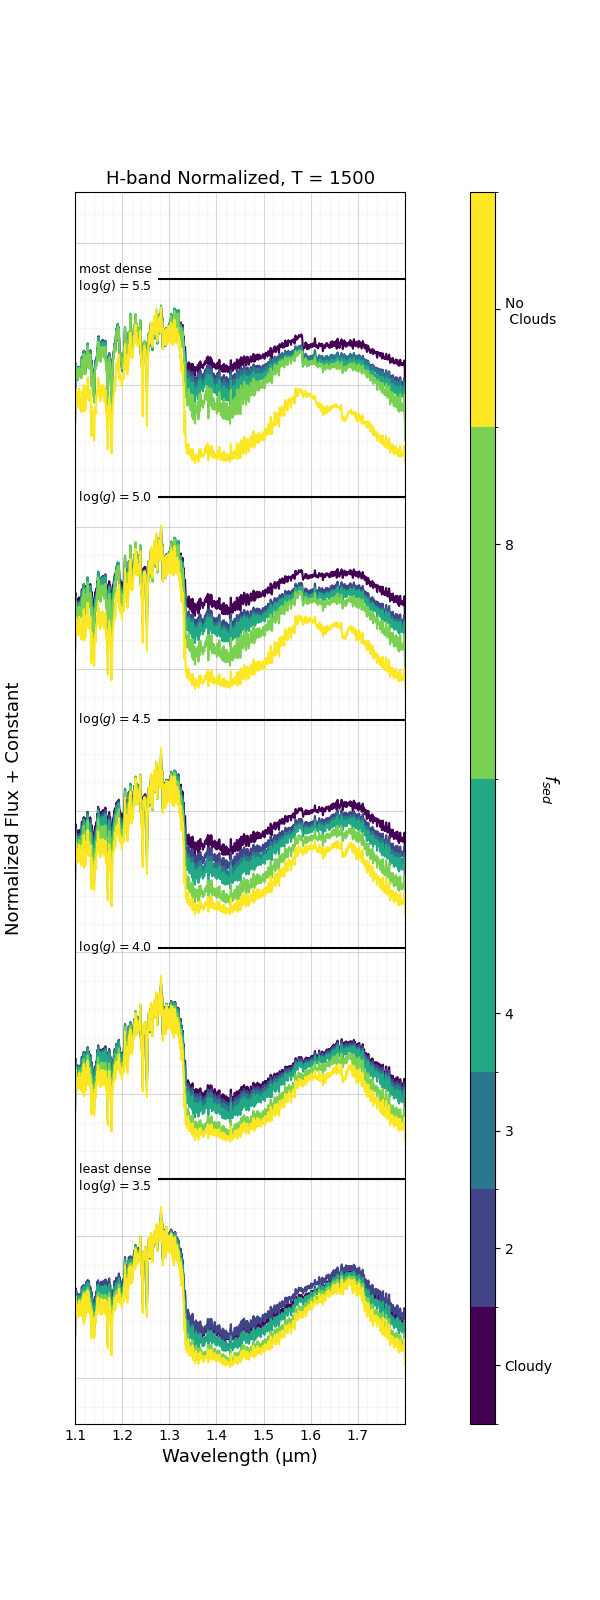 H-band Normalized, T = 1500
most dense
log(g) = 5.5
log(g) = 5.0
log(g) = 4.5
log(g) = 4.0
least dense
log(g) = 3.5
1.1 1.2 1.3 1.4 1.5 1.6 1.7
Wavelength (μm)
Normalized Flux + Constant
No
Clouds
8
4
3
2
Cloudy
f_sed